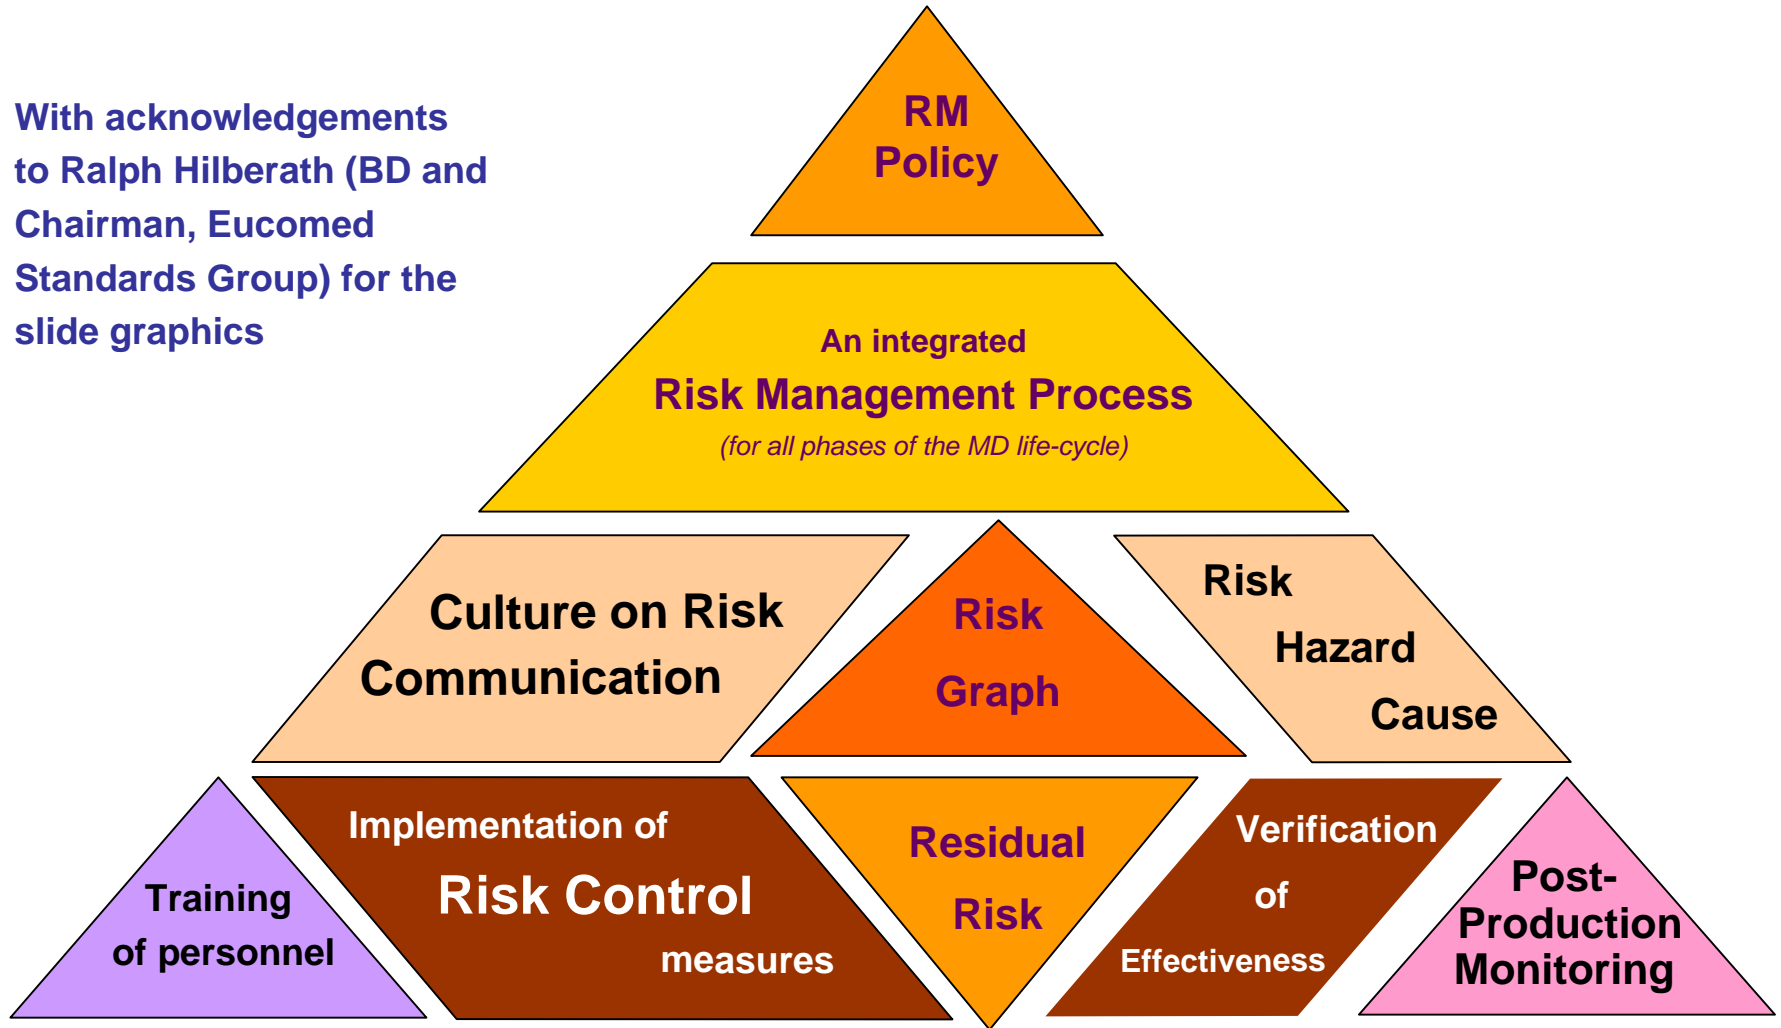 With acknowledgements
to Ralph Hilberath (BD and
Chairman, Eucomed
Standards Group) for the
slide graphics
RM
Policy
An integrated
Risk Management Process
(for all phases of the MD life-cycle)
Culture on Risk
Communication
Risk
Graph
Risk
Hazard
Cause
Training
of personnel
Implementation of
Risk Control
measures
Residual
Risk
Verification
of
Effectiveness
Post-
Production
Monitoring